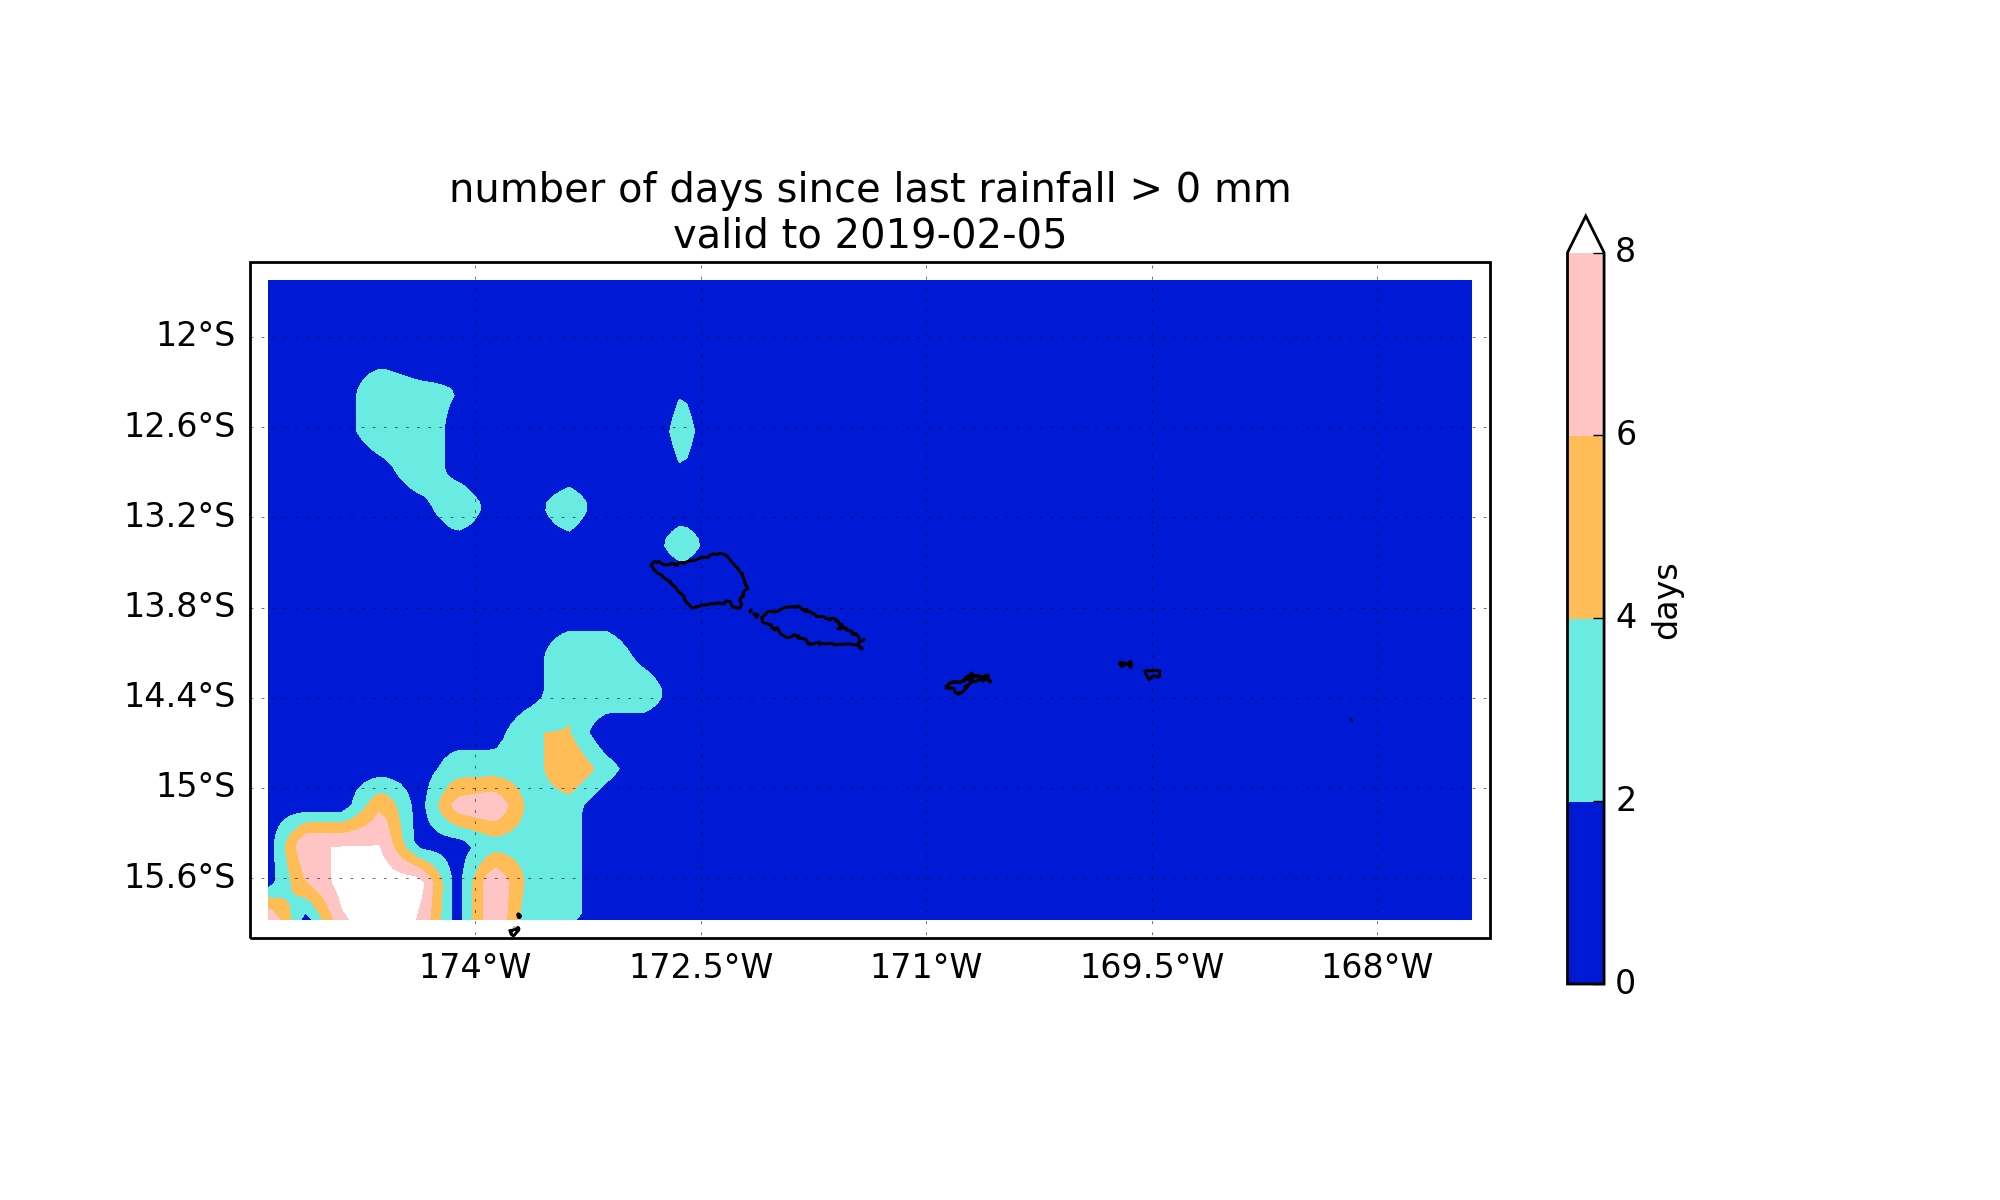 number of days since last rainfall > 0 mm
valid to 2019-02-05
12°S
12.6°S
13.2°S
13.8°S
14.4°S
15°S
15.6°S
174°W 172.5°W 171°W 169.5°W 168°W
8
6
4
2
0
days